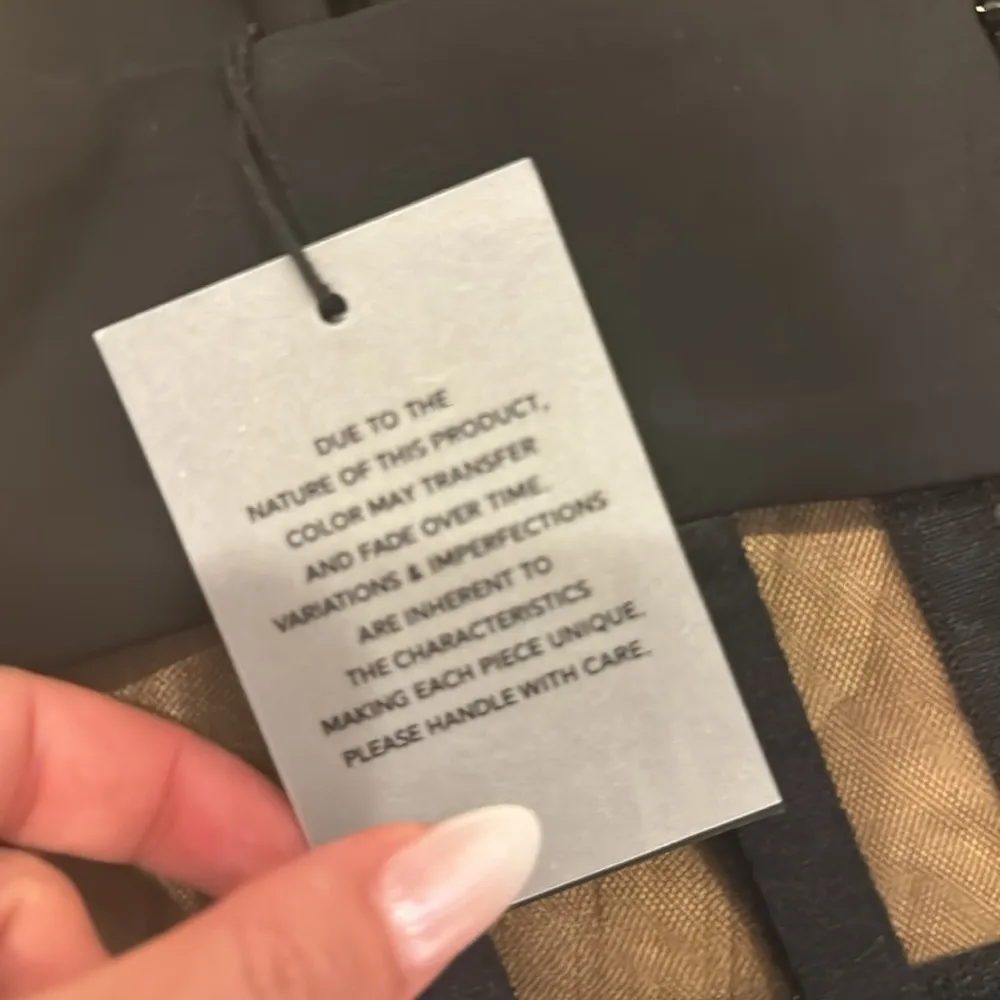 DUE TO THE
NATURE OF THIS PRODUCT,
COLOR MAY TRANSFER
AND FADE OVER TIME.
VARIATIONS & IMPERFECTIONS
ARE INHERENT TO
THE CHARACTERISTICS
MAKING EACH PIECE UNIQUE.
PLEASE HANDLE WITH CARE.